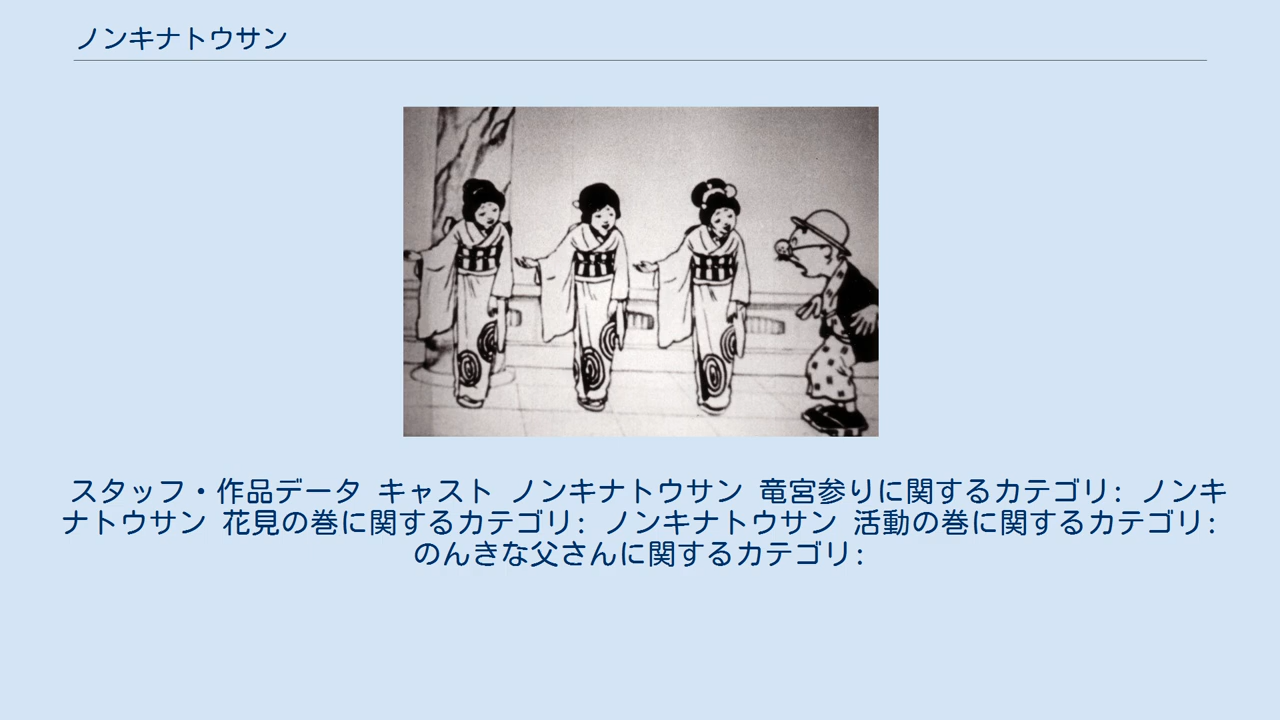 ノンキナトウサン
スタッフ・作品データ キャスト ノンキナトウサン 竜宮参りに関するカテゴリ: ノンキ
ナトウサン 花見の巻に関するカテゴリ: ノンキナトウサン 活動の巻に関するカテゴリ:
のんきな父さんに関するカテゴリ: